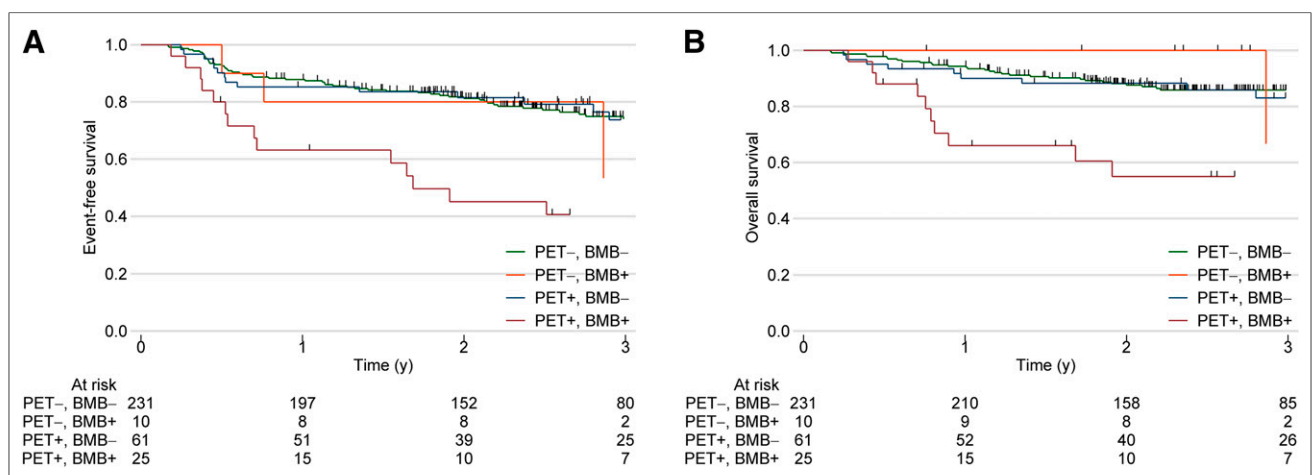 A
Event-free survival
1.0
0.8
0.6
0.4
0.2
0.0
PET–, BMB–
PET–, BMB+
PET+, BMB–
PET+, BMB+
0 1 2 3
Time (y)
At risk
PET–, BMB– 231 197 152 80
PET–, BMB+ 10 8 8 2
PET+, BMB– 61 51 39 25
PET+, BMB+ 25 15 10 7
B
Overall survival
1.0
0.8
0.6
0.4
0.2
0.0
PET–, BMB–
PET–, BMB+
PET+, BMB–
PET+, BMB+
0 1 2 3
Time (y)
At risk
PET–, BMB– 231 210 158 85
PET–, BMB+ 10 9 8 2
PET+, BMB– 61 52 40 26
PET+, BMB+ 25 15 10 7